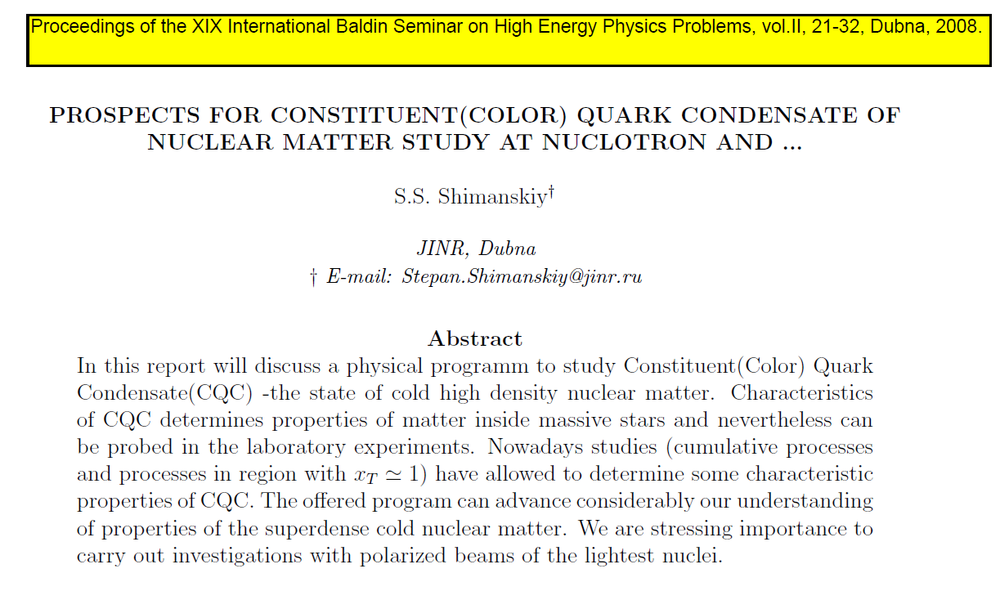 Proceedings of the XIX International Baldin Seminar on High Energy Physics Problems, vol.II, 21-32, Dubna, 2008.
PROSPECTS FOR CONSTITUENT(COLOR) QUARK CONDENSATE OF
NUCLEAR MATTER STUDY AT NUCLOTRON AND ...
S.S. Shimanskiy†
JINR, Dubna
† E-mail: Stepan.Shimanskiy@jinr.ru
Abstract
In this report will discuss a physical programm to study Constituent(Color) Quark
Condensate(CQC) -the state of cold high density nuclear matter. Characteristics
of CQC determines properties of matter inside massive stars and nevertheless can
be probed in the laboratory experiments. Nowadays studies (cumulative processes
and processes in region with x_T ≃ 1) have allowed to determine some characteristic
properties of CQC. The offered program can advance considerably our understanding
of properties of the superdense cold nuclear matter. We are stressing importance to
carry out investigations with polarized beams of the lightest nuclei.